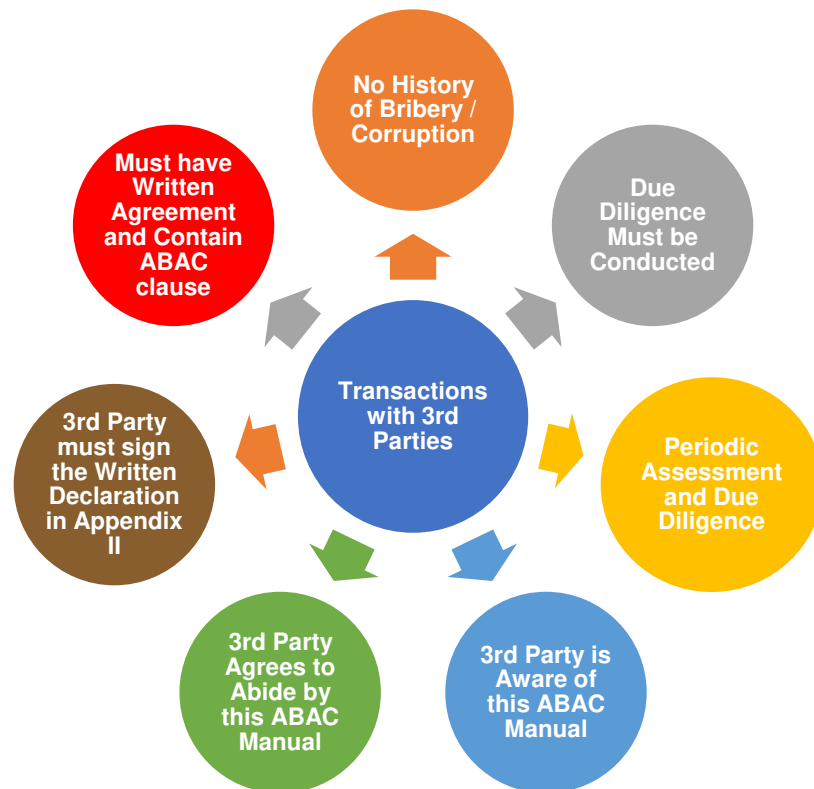 No History
of Bribery /
Corruption
Due
Diligence
Must be
Conducted
Periodic
Assessment
and Due
Diligence
3rd Party is
Aware of
this ABAC
Manual
3rd Party
Agrees to
Abide by
this ABAC
Manual
3rd Party
must sign
the Written
Declaration
in Appendix
II
Must have
Written
Agreement
and Contain
ABAC
clause
Transactions
with 3rd
Parties